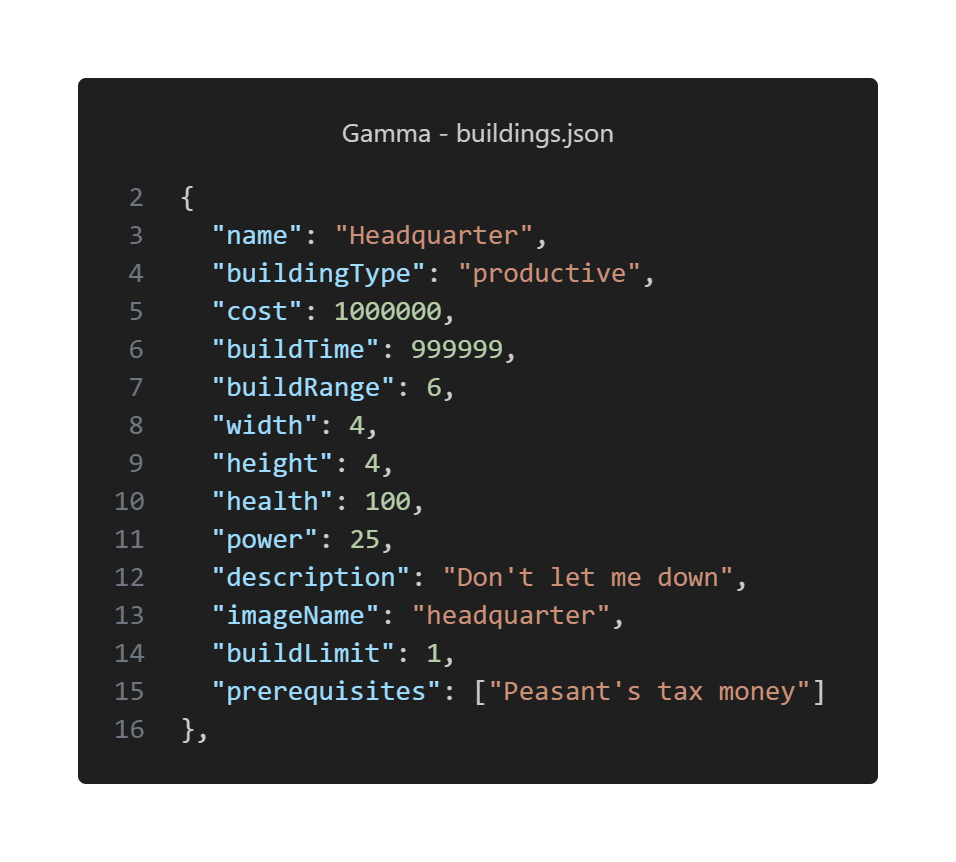 Gamma - buildings.json
2 {
3 "name": "Headquarter",
4 "buildingType": "productive",
5 "cost": 1000000,
6 "buildTime": 999999,
7 "buildRange": 6,
8 "width": 4,
9 "height": 4,
10 "health": 100,
11 "power": 25,
12 "description": "Don't let me down",
13 "imageName": "headquarter",
14 "buildLimit": 1,
15 "prerequisites": ["Peasant's tax money"]
16 },